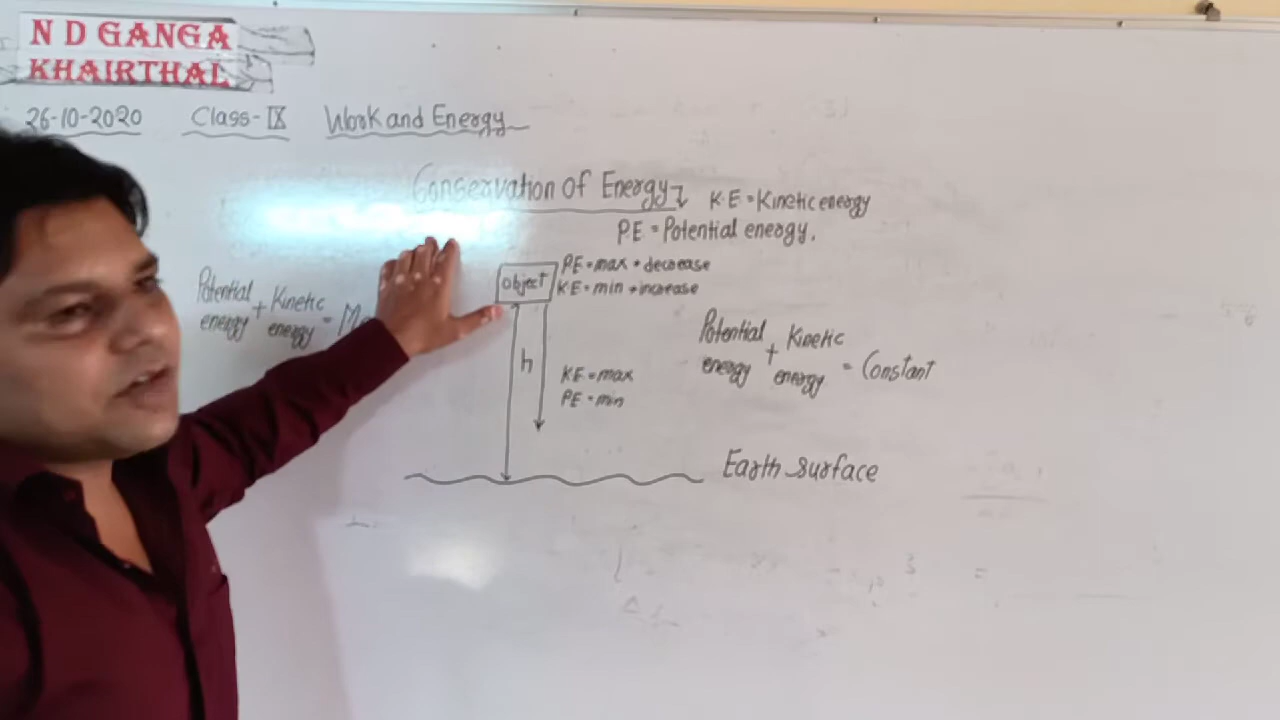 N D GANGA
KHAIRTHAL
26-10-2020 Class-IX Work and Energy
Conservation Of Energy
K.E = Kinetic energy
P.E = Potential energy.
Object
PE = max → decrease
KE = min → increase
Potential energy + Kinetic energy =
h
KE = max
PE = min
Potential energy + Kinetic energy = Constant
Earth surface